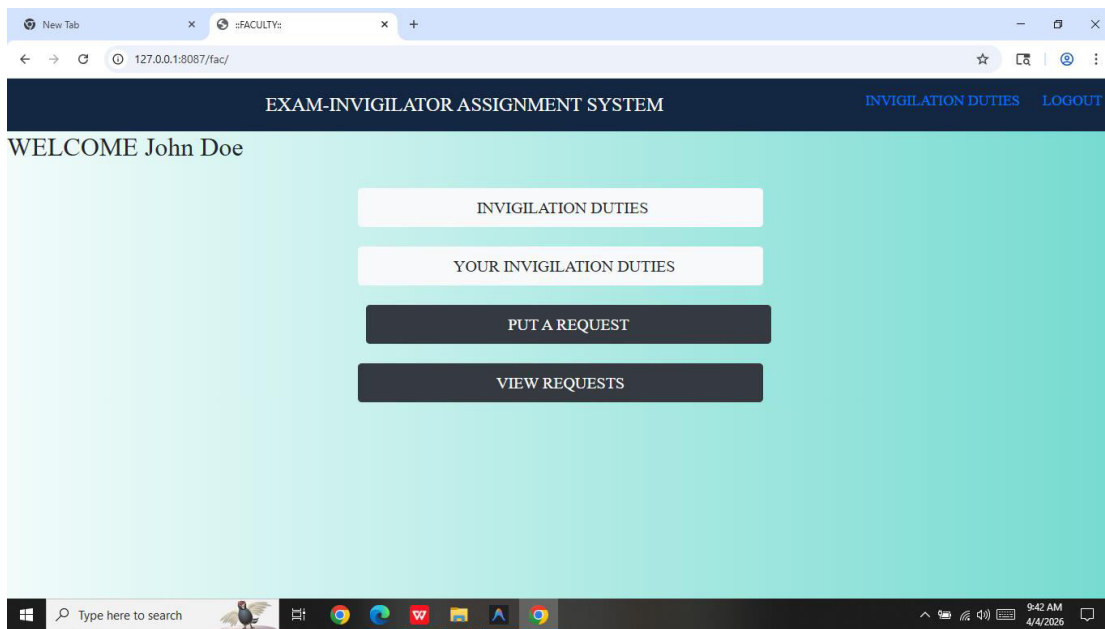 New Tab
::FACULTY::
127.0.0.1:8087/fac/
EXAM-INVIGILATOR ASSIGNMENT SYSTEM
INVIGILATION DUTIES LOGOUT
WELCOME John Doe
INVIGILATION DUTIES
YOUR INVIGILATION DUTIES
PUT A REQUEST
VIEW REQUESTS
Type here to search
W
9:42 AM
4/4/2026